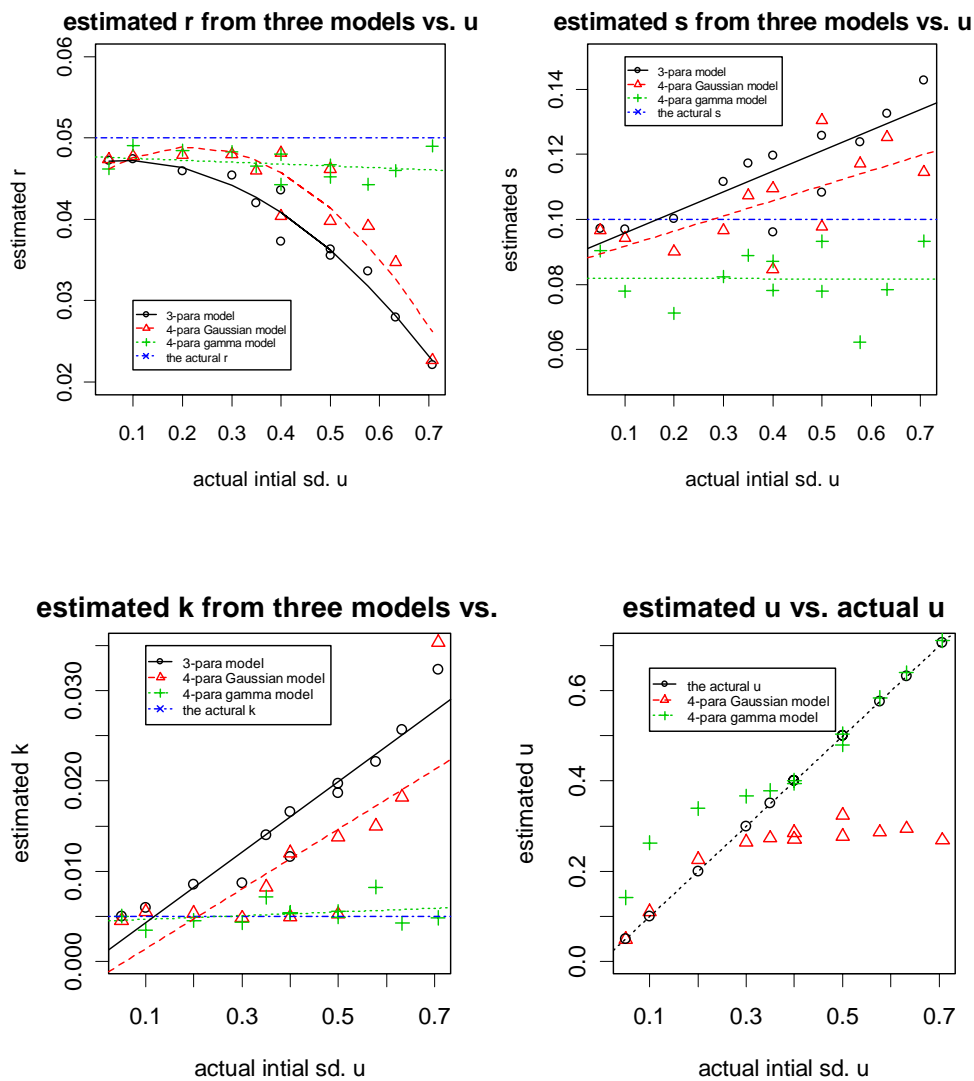 estimated r from three models vs. u
estimated r
0.02 0.03 0.04 0.05 0.06
3-para model
4-para Gaussian model
4-para gamma model
the actural r
0.1 0.2 0.3 0.4 0.5 0.6 0.7
actual intial sd. u
estimated s from three models vs. u
estimated s
0.06 0.08 0.10 0.12 0.14
3-para model
4-para Gaussian model
4-para gamma model
the actural s
0.1 0.2 0.3 0.4 0.5 0.6 0.7
actual intial sd. u
estimated k from three models vs.
estimated k
0.000 0.010 0.020 0.030
3-para model
4-para Gaussian model
4-para gamma model
the actural k
0.1 0.3 0.5 0.7
actual intial sd. u
estimated u vs. actual u
estimated u
0.0 0.2 0.4 0.6
the actural u
4-para Gaussian model
4-para gamma model
0.1 0.3 0.5 0.7
actual intial sd. u